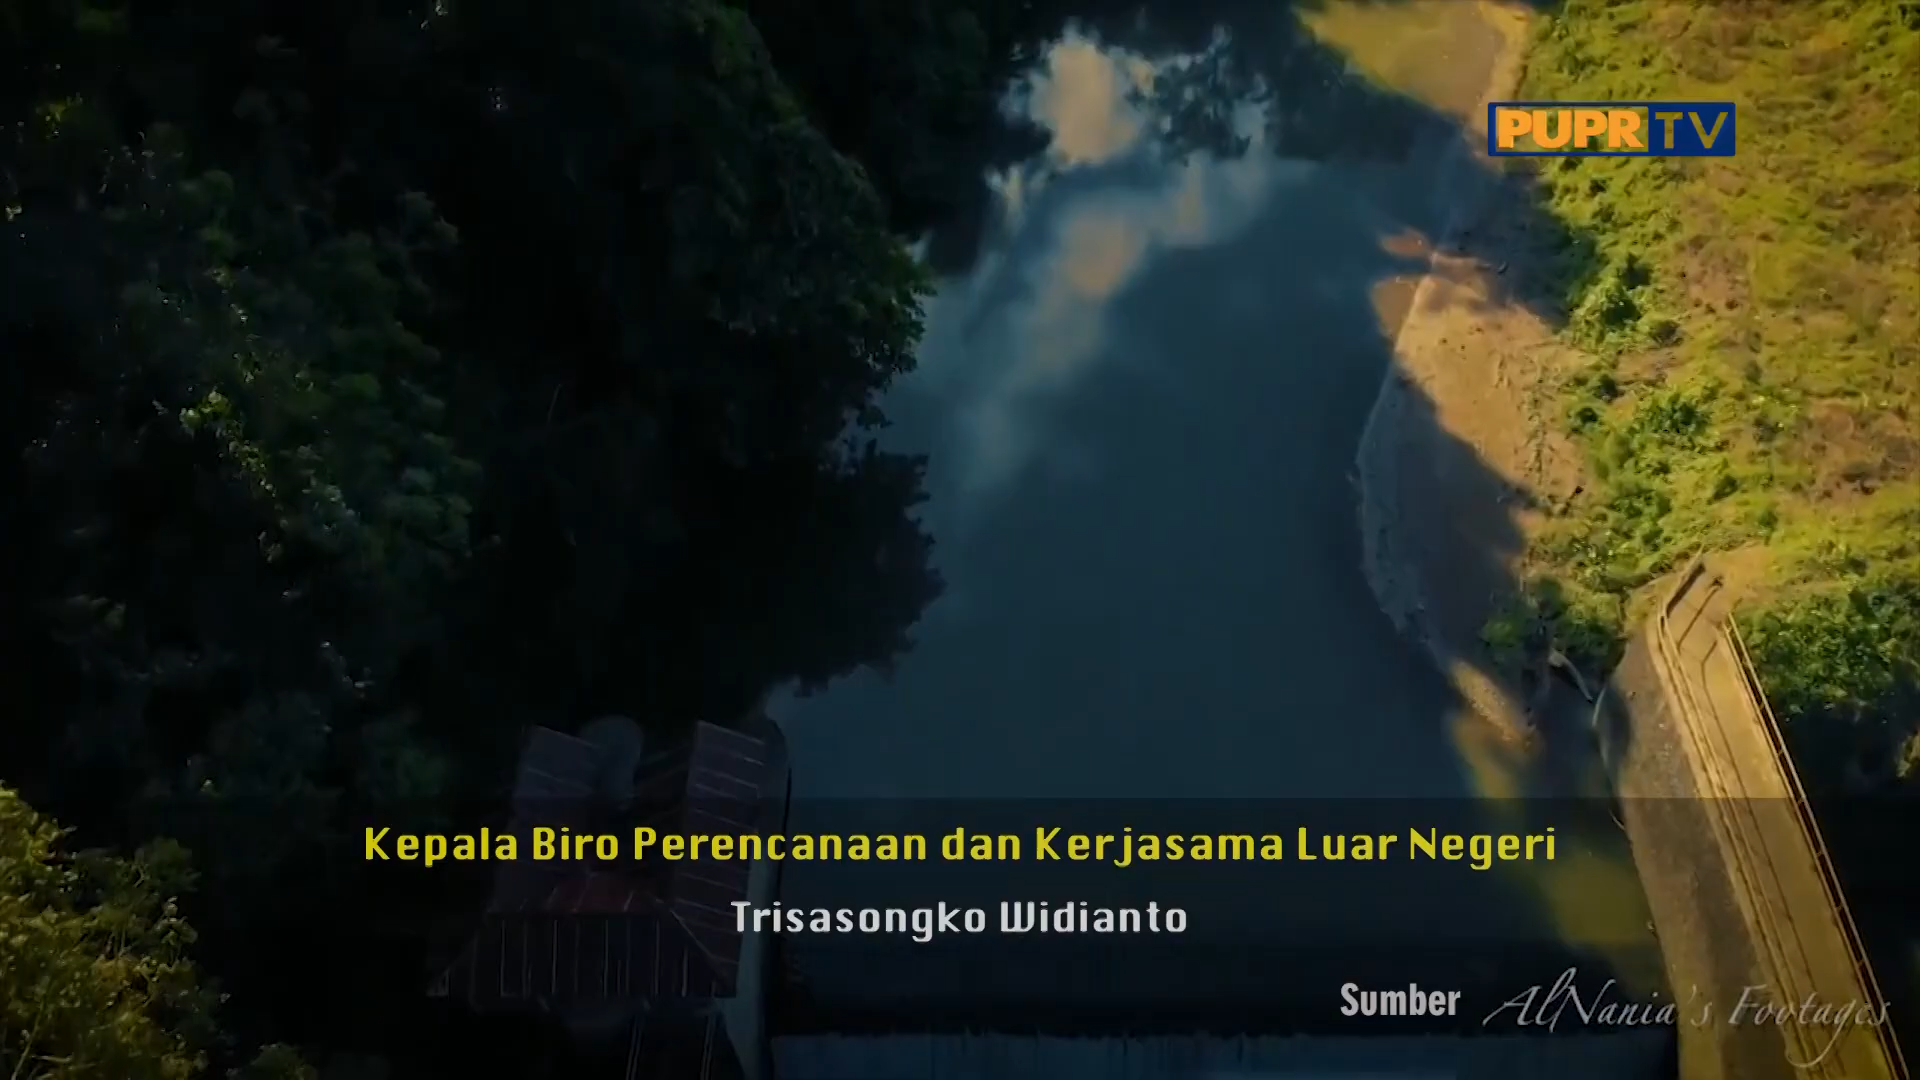 PUPR TV
Kepala Biro Perencanaan dan Kerjasama Luar Negeri
Trisasongko Widianto
Sumber AlNania's Footages